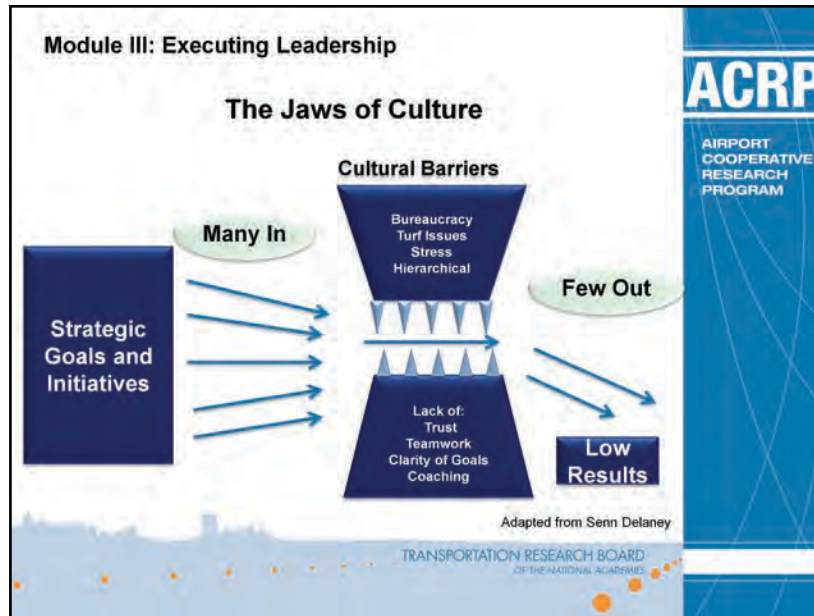 Module III: Executing Leadership
The Jaws of Culture
Cultural Barriers
Bureaucracy
Turf Issues
Stress
Hierarchical
Many In
Few Out
Strategic
Goals and
Initiatives
Lack of:
Trust
Teamwork
Clarity of Goals
Coaching
Low
Results
Adapted from Senn Delaney
TRANSPORTATION RESEARCH BOARD
OF THE NATIONAL ACADEMIES
ACRP
AIRPORT
COOPERATIVE
RESEARCH
PROGRAM